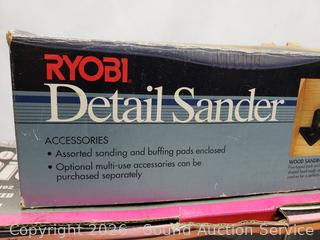 RYOBI
Detail Sander
ACCESSORIES
• Assorted sanding and buffing pads enclosed
• Optional multi-use accessories can be
purchased separately
WOOD SANDING
Copyright 2026 - Sound Auction Service